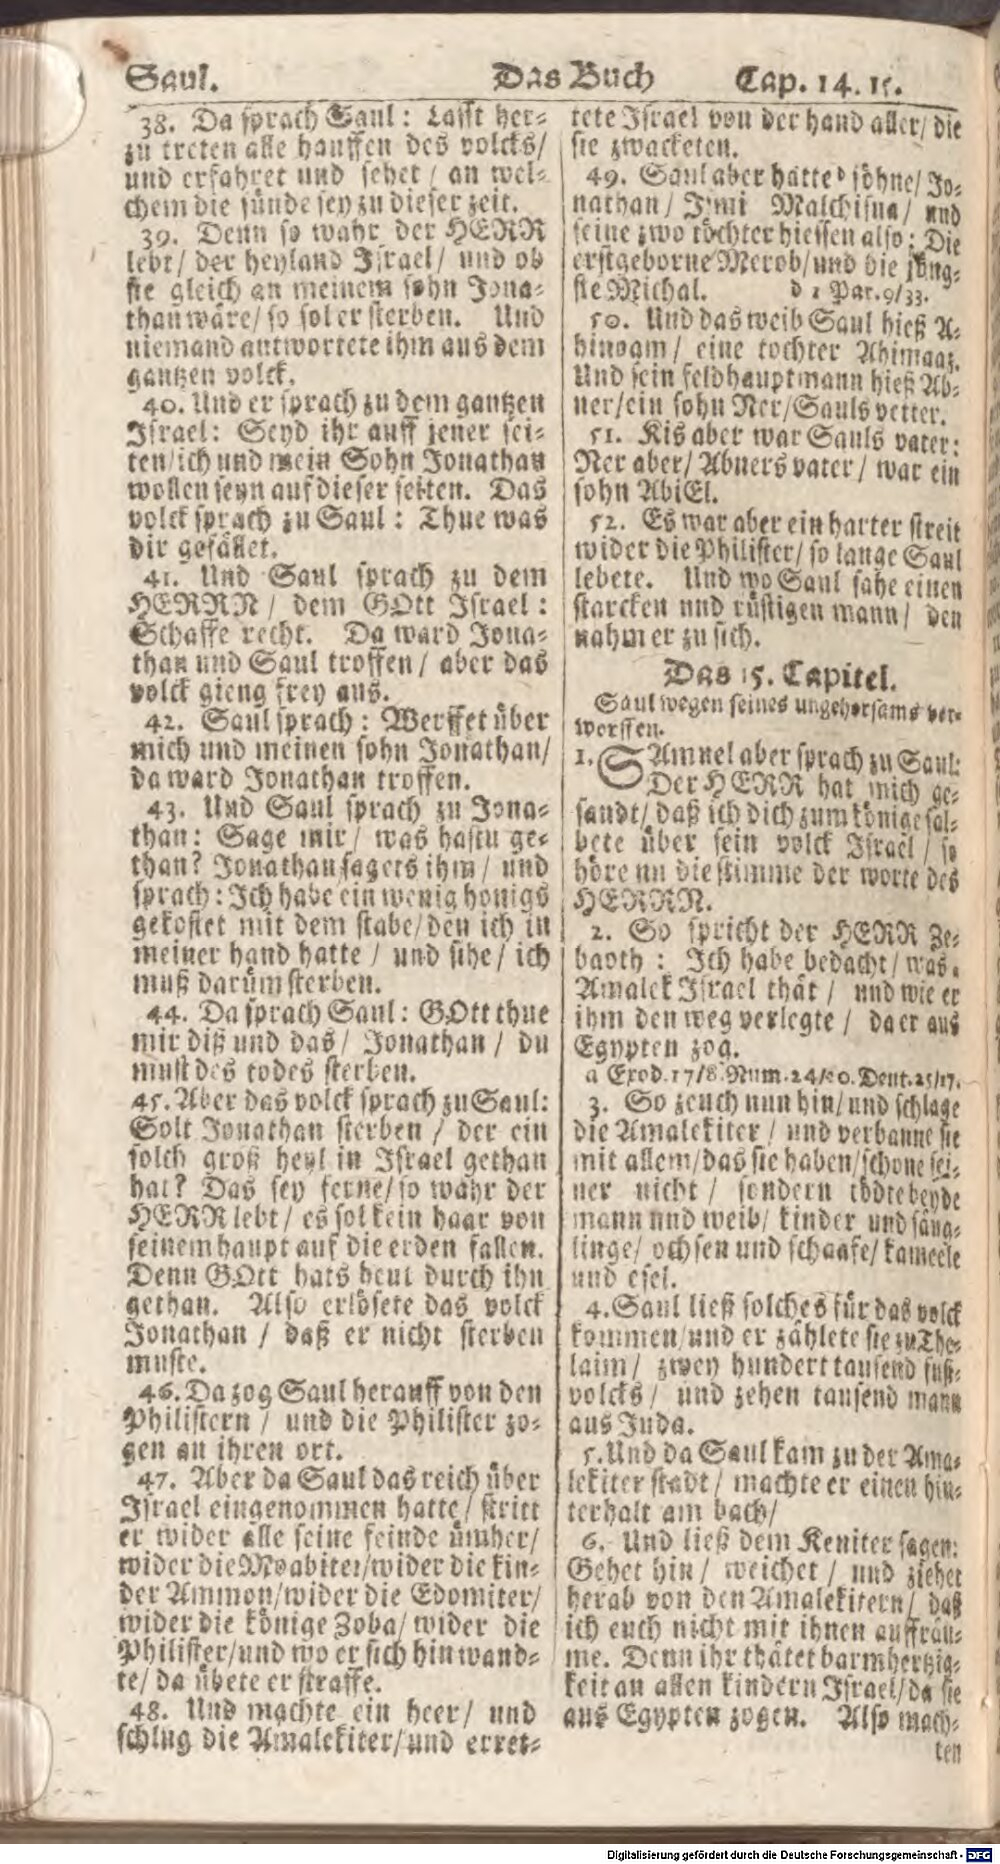 Saul. Das Buch Cap. 14. 15.
38. Da sprach Saul: Lasst her-
zu treten alle hauffen des volcks/
und erfahret und sehet / an wel-
chem die sünde sey zu dieser zeit.
39. Denn so wahr der HERR
lebt/ der heyland Israel/ und ob
sie gleich an meinem sohn Jona-
than wäre/ so sol er sterben. Und
niemand antwortete ihm aus dem
gantzen volck.
40. Und er sprach zu dem gantzen
Israel: Seyd ihr auff jener sei-
ten/ ich und mein Sohn Jonathan
wollen seyn auf dieser seiten. Das
volck sprach zu Saul: Thue was
dir gefället.
41. Und Saul sprach zu dem
HERRN/ dem GOtt Israel:
Schaffe recht. Da ward Jona-
than und Saul troffen/ aber das
volck gieng frey aus.
42. Saul sprach: Werffet über
mich und meinen sohn Jonathan/
da ward Jonathan troffen.
43. Und Saul sprach zu Jona-
than: Sage mir/ was hastu ge-
than? Jonathan sagets ihm/ und
sprach: Ich habe ein wenig honigs
gekostet mit dem stabe/ den ich in
meiner hand hatte / und sihe/ ich
muß darüm sterben.
44. Da sprach Saul: GOtt thue
mir diß und das/ Jonathan/ du
must des todes sterben.
45. Aber das volck sprach zu Saul:
Solt Jonathan sterben / der ein
solch groß heyl in Israel gethan
hat? Das sey ferne/ so wahr der
HERR lebt/ es sol kein haar von
seinem haupt auf die erden fallen.
Denn GOtt hats heut durch ihn
gethan. Also erlösete das volck
Jonathan / daß er nicht sterben
muste.
46. Da zog Saul herauff von den
Philistern / und die Philister zo-
gen an ihren ort.
47. Aber da Saul das reich über
Israel eingenommen hatte/ stritt
er wider alle seine feinde ümher/
wider die Moabiter/ wider die kin-
der Ammon/ wider die Edomiter/
wider die könige Zoba/ wider die
Philister/ und wo er sich hin wand-
te/ da übete er straffe.
48. Und machte ein heer/ und
schlug die Amalekiter/ und erret-
tete Israel von der hand aller/ die
sie zwacketen.
49. Saul aber hatte d söhne/ Jo-
nathan/ Ismi Malchisua/ und
seine zwo töchter hiessen also: Die
erstgeborne Merob/ und die jüng-
ste Michal. d 1 Par. 9/33.
50. Und das weib Saul hieß A-
hinoam/ eine tochter Ahimaaz.
Und sein feldhauptmann hieß Ab-
ner/ ein sohn Ner/ Sauls vetter.
51. Kis aber war Sauls vater:
Ner aber/ Abners vater/ war ein
sohn AbiEl.
52. Es war aber ein harter streit
wider die Philister/ so lange Saul
lebete. Und wo Saul sahe einen
starcken und rüstigen mann/ den
nahm er zu sich.
Das 15. Capitel.
Saul wegen seines ungehorsams ver-
worffen.
1. SAmuel aber sprach zu Saul:
Der HERR hat mich ge-
sandt/ daß ich dich zum könige sal-
bete über sein volck Israel/ so
höre nu die stimme der worte des
HERRN.
2. So spricht der HERR Ze-
baoth: Ich habe bedacht/ was a
Amalek Israel thät/ und wie er
ihm den weg verlegte/ da er aus
Egypten zog.
a Exod. 17/8. Num. 24/20. Deut. 25/17.
3. So zeuch nun hin/ und schlage
die Amalekiter / und verbanne sie
mit allem/ das sie haben/ schone sei-
ner nicht/ sondern tödte beyde
mann und weib/ kinder und säug-
linge/ ochsen und schaafe/ kameele
und esel.
4. Saul ließ solches für das volck
kommen/ und er zählete sie zu The-
laim/ zwey hundert tausend fuß-
volcks/ und zehen tausend mann
aus Juda.
5. Und da Saul kam zu der Ama-
lekiter stadt/ machte er einen hin-
terhalt am bach/
6. Und ließ dem Keniter sagen:
Gehet hin/ weichet/ und ziehet
herab von den Amalekitern/ daß
ich euch nicht mit ihnen auffräu-
me. Denn ihr thätet barmhertzig-
keit an allen kindern Israel/ da sie
aus Egypten zogen. Also mach-
ten
Digitalisierung gefördert durch die Deutsche Forschungsgemeinschaft - DFG